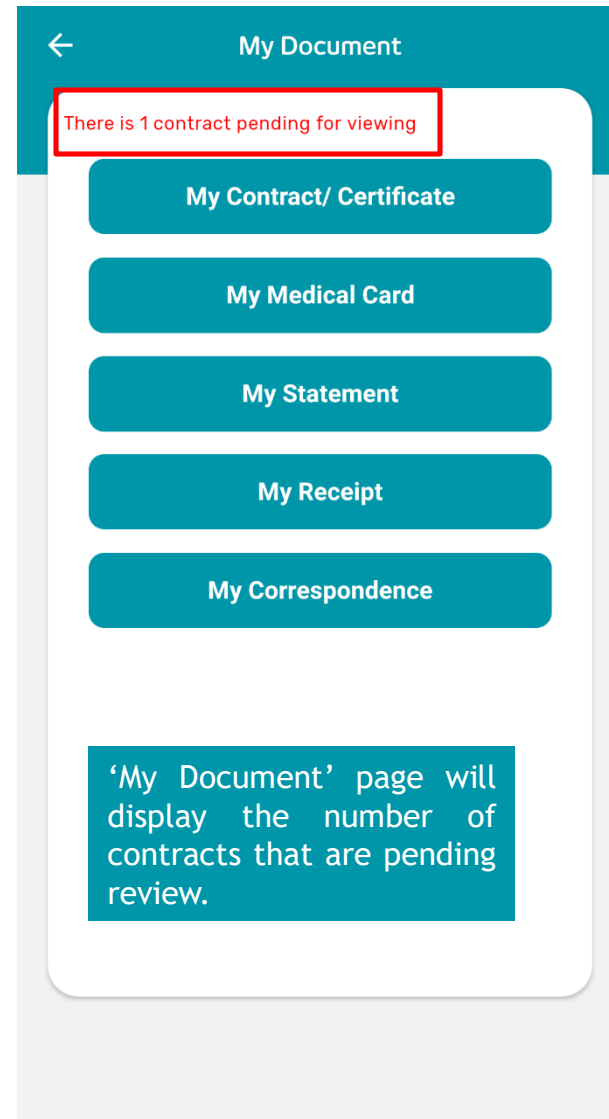 My Document
There is 1 contract pending for viewing
My Contract/ Certificate
My Medical Card
My Statement
My Receipt
My Correspondence
‘My Document’ page will
display the number of
contracts that are pending
review.